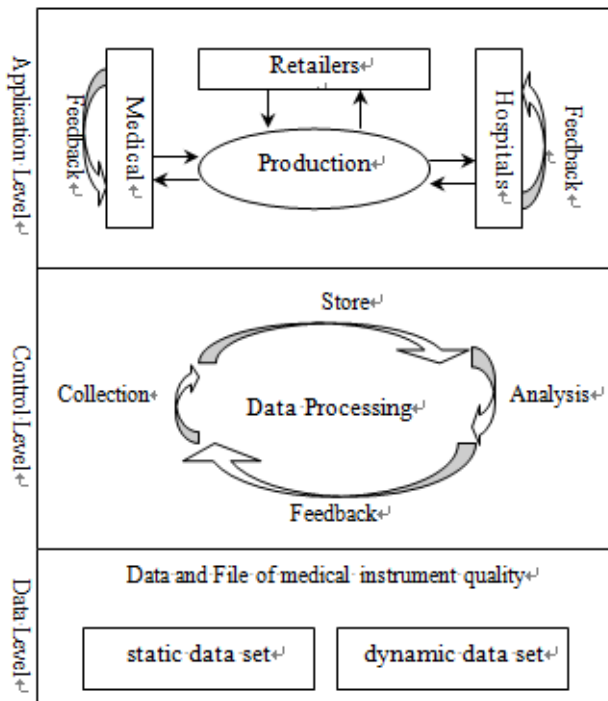 Application Level
Feedback
Medical
Retailers
Production
Hospitals
Feedback
Control Level
Store
Collection
Data Processing
Analysis
Feedback
Data Level
Data and File of medical instrument quality
static data set
dynamic data set